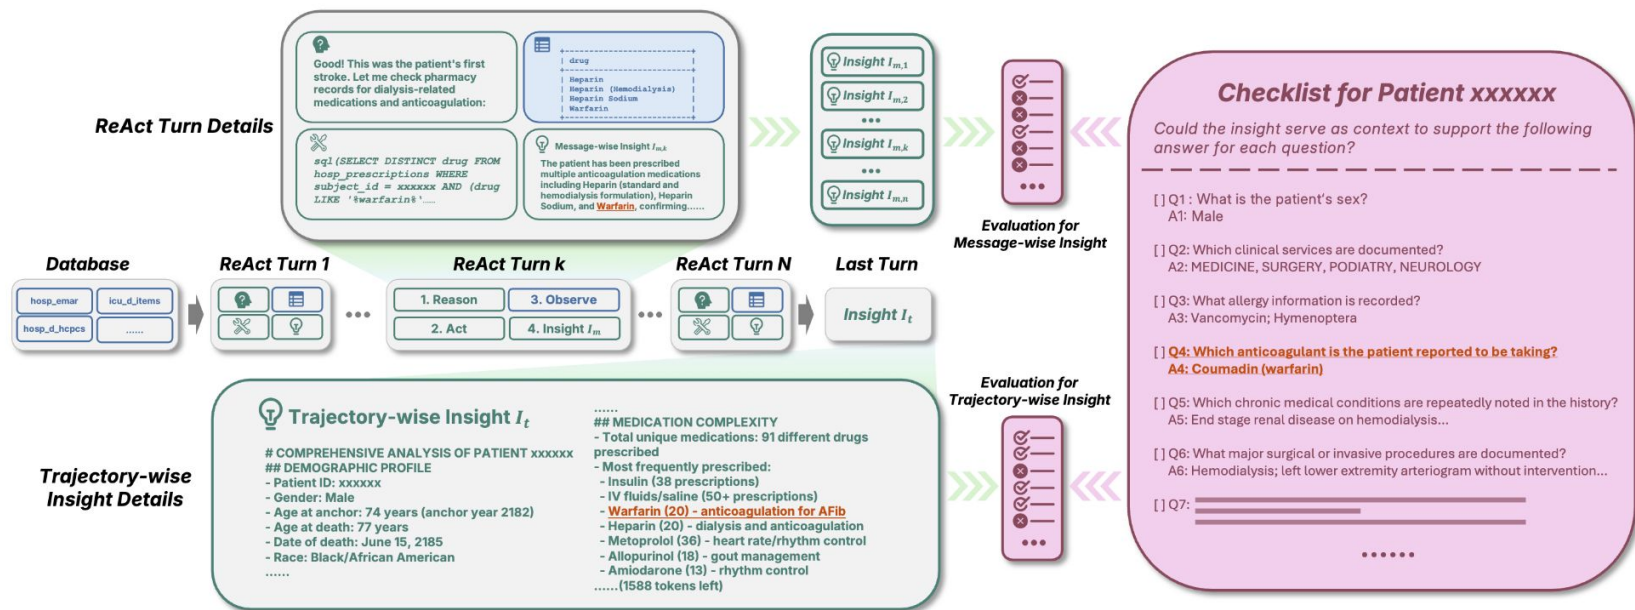 ReAct Turn Details
Good! This was the patient's first
stroke. Let me check pharmacy
records for dialysis-related
medications and anticoagulation:
drug
Heparin
Heparin (Hemodialysis)
Heparin Sodium
Warfarin
sql(SELECT DISTINCT drug FROM
hosp_prescriptions WHERE
subject_id = xxxxxx AND (drug
LIKE '%warfarin%'......
Message-wise Insight I_{m,k}
The patient has been prescribed
multiple anticoagulation medications
including Heparin (standard and
hemodialysis formulation), Heparin
Sodium, and Warfarin, confirming......
Insight I_{m,1}
Insight I_{m,2}
•••
Insight I_{m,k}
•••
Insight I_{m,n}
•••
Evaluation for
Message-wise Insight
Database
hosp_emar
icu_d_items
hosp_d_hcpcs
......
ReAct Turn 1
•••
ReAct Turn k
1. Reason
3. Observe
2. Act
4. Insight I_m
•••
ReAct Turn N
Last Turn
Insight I_t
Trajectory-wise
Insight Details
Trajectory-wise Insight I_t
# COMPREHENSIVE ANALYSIS OF PATIENT xxxxxx
## DEMOGRAPHIC PROFILE
- Patient ID: xxxxxx
- Gender: Male
- Age at anchor: 74 years (anchor year 2182)
- Age at death: 77 years
- Date of death: June 15, 2185
- Race: Black/African American
......
......
## MEDICATION COMPLEXITY
- Total unique medications: 91 different drugs
prescribed
- Most frequently prescribed:
- Insulin (38 prescriptions)
- IV fluids/saline (50+ prescriptions)
- Warfarin (20) - anticoagulation for AFib
- Heparin (20) - dialysis and anticoagulation
- Metoprolol (36) - heart rate/rhythm control
- Allopurinol (18) - gout management
- Amiodarone (13) - rhythm control
......(1588 tokens left)
Evaluation for
Trajectory-wise Insight
•••
Checklist for Patient xxxxxx
Could the insight serve as context to support the following
answer for each question?
[ ] Q1 : What is the patient's sex?
A1: Male
[ ] Q2: Which clinical services are documented?
A2: MEDICINE, SURGERY, PODIATRY, NEUROLOGY
[ ] Q3: What allergy information is recorded?
A3: Vancomycin; Hymenoptera
[ ] Q4: Which anticoagulant is the patient reported to be taking?
A4: Coumadin (warfarin)
[ ] Q5: Which chronic medical conditions are repeatedly noted in the history?
A5: End stage renal disease on hemodialysis...
[ ] Q6: What major surgical or invasive procedures are documented?
A6: Hemodialysis; left lower extremity arteriogram without intervention...
[ ] Q7:
••••••